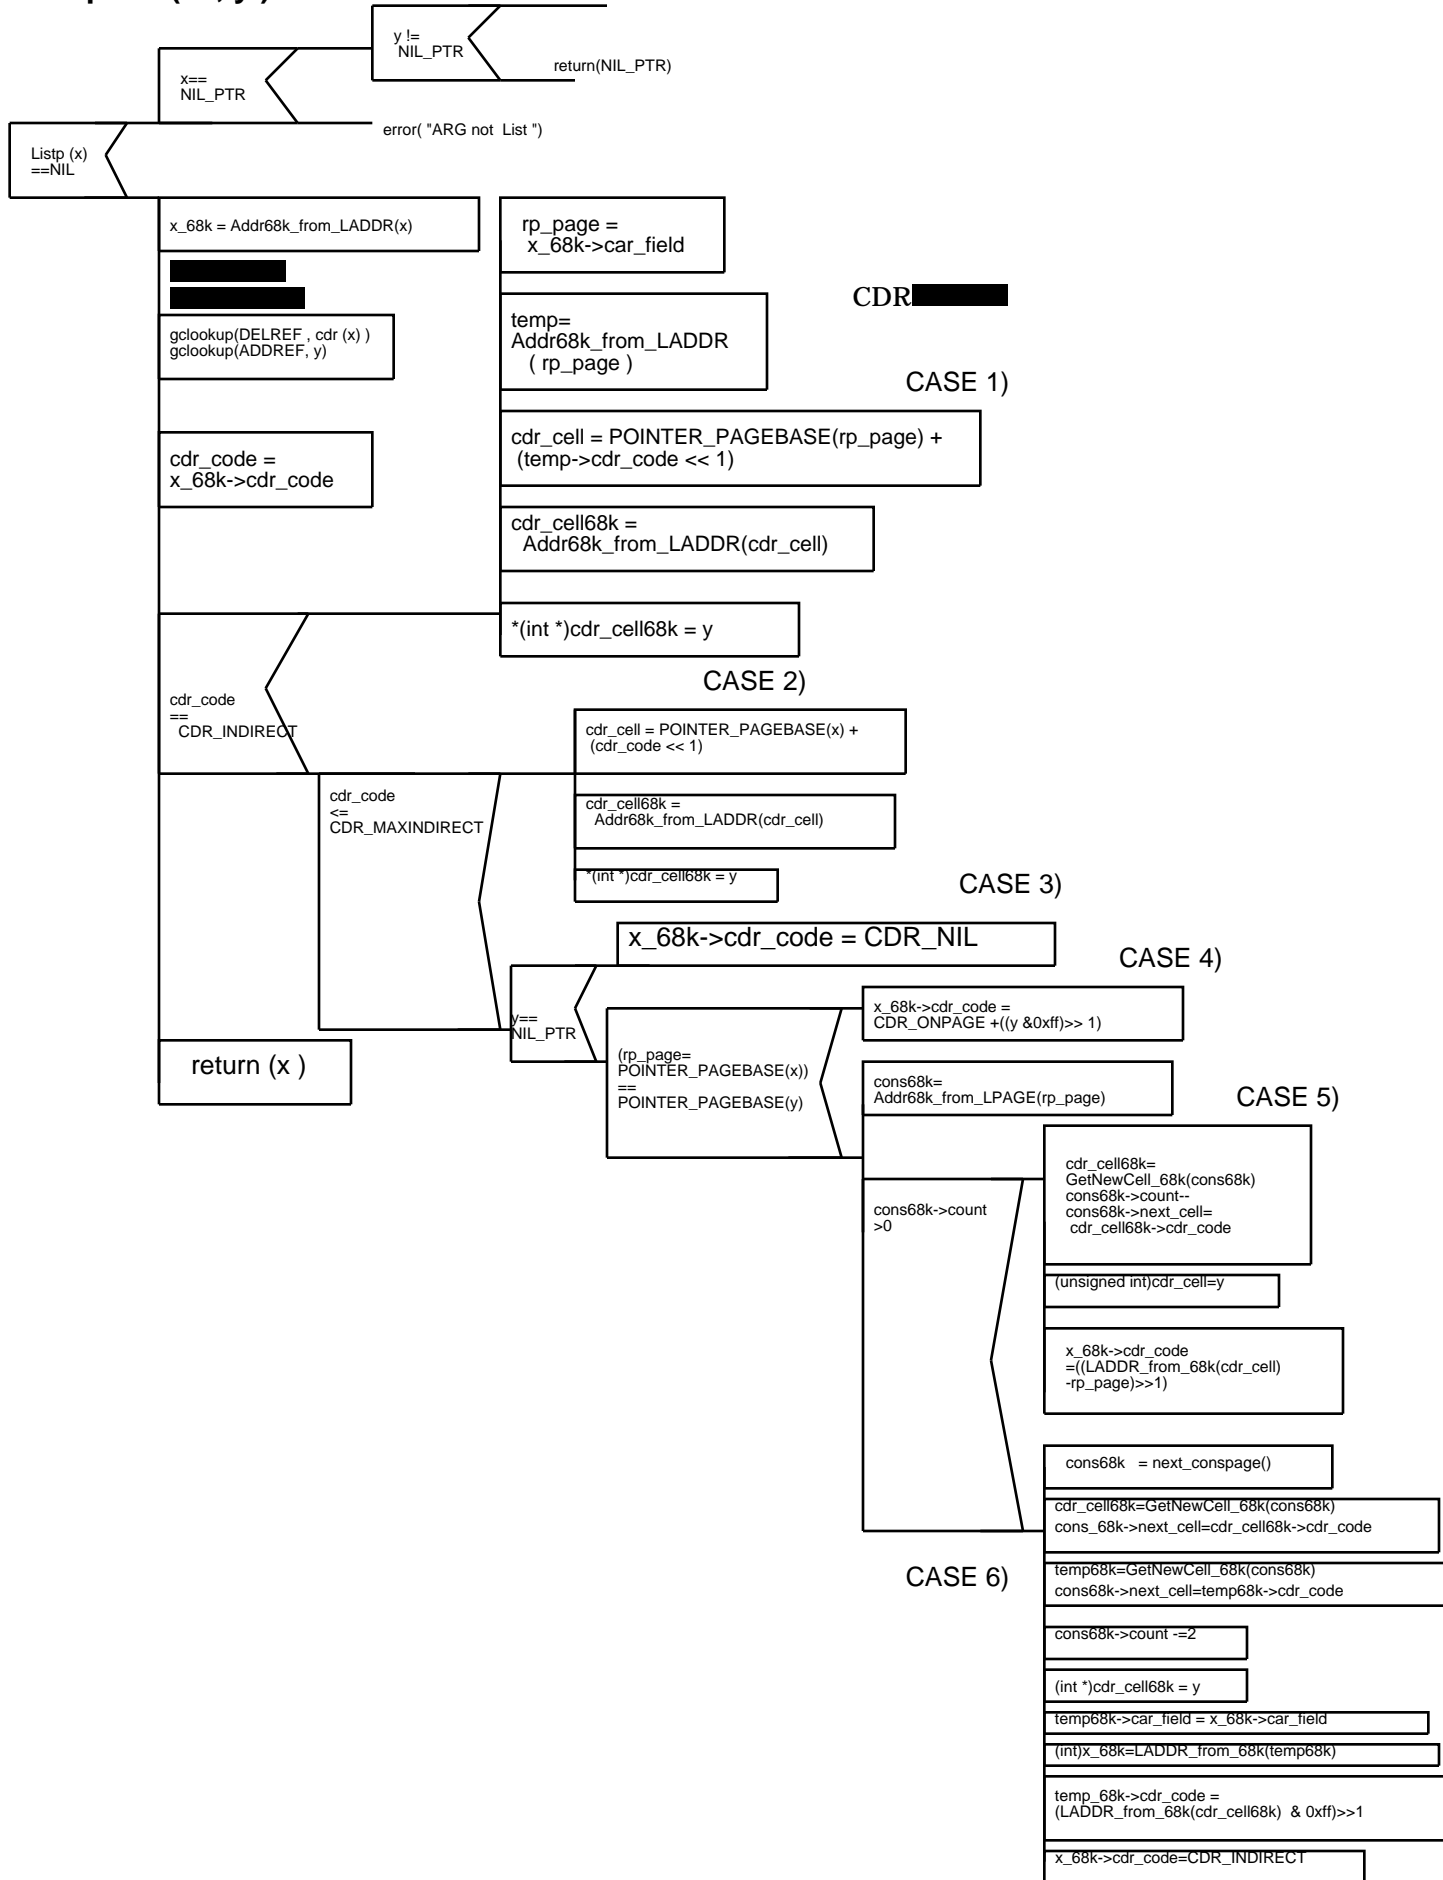 y !=
NIL_PTR
return(NIL_PTR)
x==
NIL_PTR
error( "ARG not List ")
Listp (x)
==NIL
x_68k = Addr68k_from_LADDR(x)
gclookup(DELREF , cdr (x) )
gclookup(ADDREF, y)
cdr_code =
x_68k->cdr_code
rp_page =
x_68k->car_field
CDR
temp=
Addr68k_from_LADDR
( rp_page )
CASE 1)
cdr_cell = POINTER_PAGEBASE(rp_page) +
(temp->cdr_code << 1)
cdr_cell68k =
Addr68k_from_LADDR(cdr_cell)
*(int *)cdr_cell68k = y
cdr_code
==
CDR_INDIRECT
CASE 2)
cdr_cell = POINTER_PAGEBASE(x) +
(cdr_code << 1)
cdr_code
<=
CDR_MAXINDIRECT
cdr_cell68k =
Addr68k_from_LADDR(cdr_cell)
*(int *)cdr_cell68k = y
CASE 3)
x_68k->cdr_code = CDR_NIL
CASE 4)
y==
NIL_PTR
x_68k->cdr_code =
CDR_ONPAGE +((y &0xff)>> 1)
return (x )
(rp_page=
POINTER_PAGEBASE(x))
==
POINTER_PAGEBASE(y)
cons68k=
Addr68k_from_LPAGE(rp_page)
CASE 5)
cons68k->count
>0
cdr_cell68k=
GetNewCell_68k(cons68k)
cons68k->count--
cons68k->next_cell=
cdr_cell68k->cdr_code
(unsigned int)cdr_cell=y
x_68k->cdr_code
=((LADDR_from_68k(cdr_cell)
-rp_page)>>1)
CASE 6)
cons68k   = next_conspage()
cdr_cell68k=GetNewCell_68k(cons68k)
cons_68k->next_cell=cdr_cell68k->cdr_code
temp68k=GetNewCell_68k(cons68k)
cons68k->next_cell=temp68k->cdr_code
cons68k->count -=2
(int *)cdr_cell68k = y
temp68k->car_field = x_68k->car_field
(int)x_68k=LADDR_from_68k(temp68k)
temp_68k->cdr_code =
(LADDR_from_68k(cdr_cell68k)  & 0xff)>>1
x_68k->cdr_code=CDR_INDIRECT